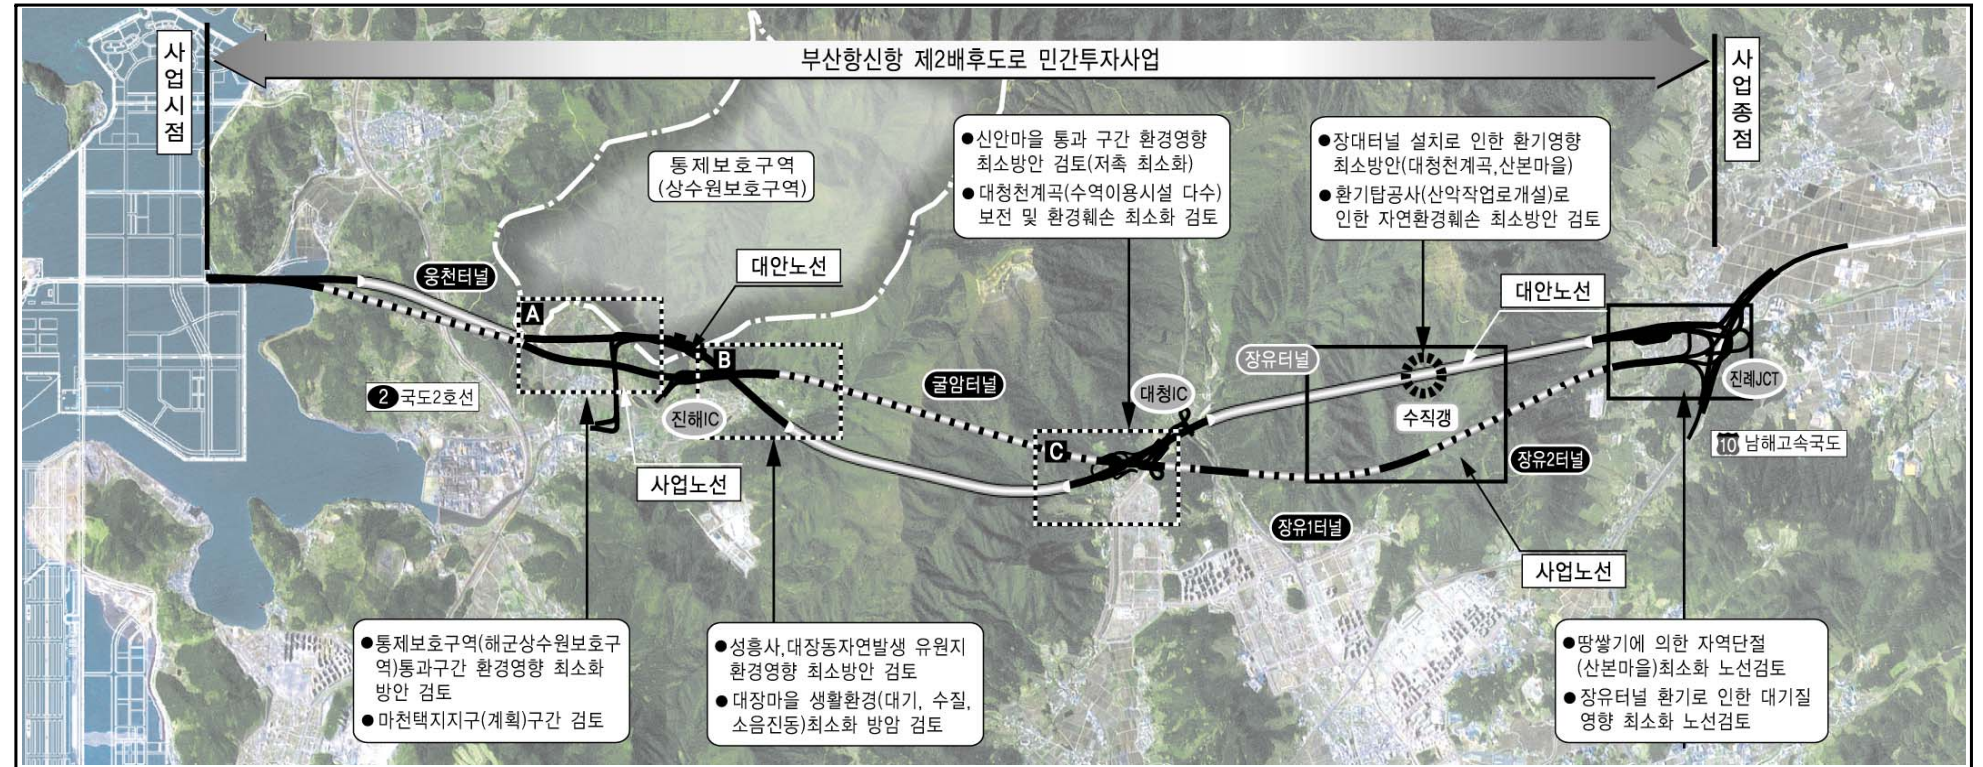 부산항신항 제2배후도로 민간투자사업
사업시점
사업종점
통제보호구역
(상수원보호구역)
●신안마을 통과 구간 환경영향
최소방안 검토(저촉 최소화)
●대청천계곡(수역이용시설 다수)
보전 및 환경훼손 최소화 검토
●장대터널 설치로 인한 환기영향
최소방안(대청천계곡,산본마을)
●환기탑공사(산악작업로개설)로
인한 자연환경훼손 최소방안 검토
웅천터널
대안노선
대안노선
A
B
장유터널
굴암터널
대청IC
진례JCT
2 국도2호선
진해IC
수직갱
C
10 남해고속국도
사업노선
장유2터널
장유1터널
사업노선
●통제보호구역(해군상수원보호구
역)통과구간 환경영향 최소화
방안 검토
●마천택지지구(계획)구간 검토
●성흥사,대장동자연발생 유원지
환경영향 최소방안 검토
●대장마을 생활환경(대기, 수질,
소음진동)최소화 방암 검토
●땅쌓기에 의한 자역단절
(산본마을)최소화 노선검토
●장유터널 환기로 인한 대기질
영향 최소화 노선검토